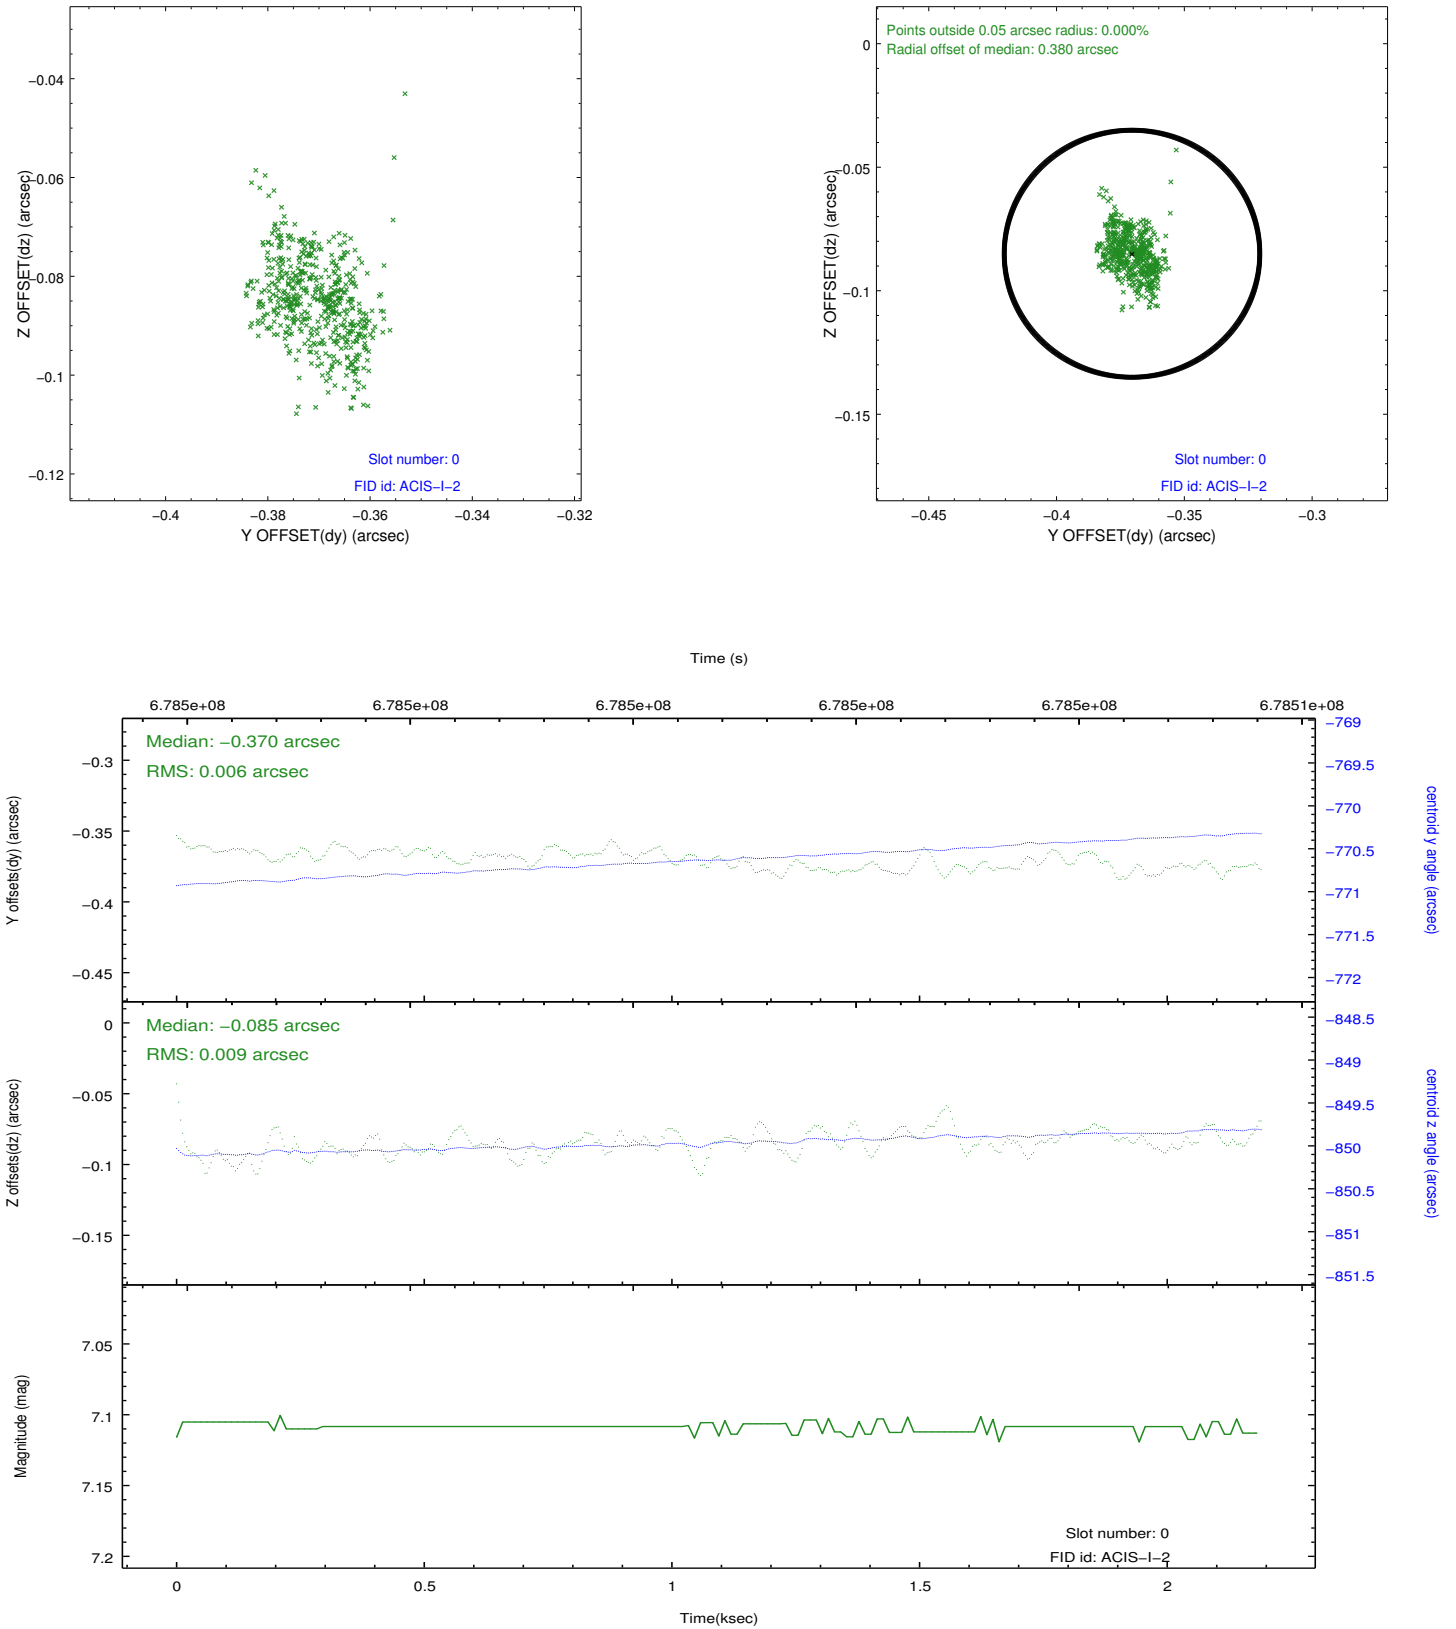 −0.04
−0.06
−0.08
−0.1
−0.12
Z OFFSET(dz) (arcsec)
Slot number: 0
FID id: ACIS−I−2
−0.4
−0.38
−0.36
−0.34
−0.32
Y OFFSET(dy) (arcsec)
Points outside 0.05 arcsec radius: 0.000%
Radial offset of median: 0.380 arcsec
0
−0.05
−0.1
−0.15
Z OFFSET(dz) (arcsec)
Slot number: 0
FID id: ACIS−I−2
−0.45
−0.4
−0.35
−0.3
Y OFFSET(dy) (arcsec)
Time (s)
6.785e+08
6.785e+08
6.785e+08
6.785e+08
6.785e+08
6.7851e+08
Median: −0.370 arcsec
RMS: 0.006 arcsec
−0.3
−0.35
−0.4
−0.45
Y offsets(dy) (arcsec)
−769
−769.5
−770
−770.5
−771
−771.5
−772
centroid y angle (arcsec)
Median: −0.085 arcsec
RMS: 0.009 arcsec
0
−0.05
−0.1
−0.15
Z offsets(dz) (arcsec)
−848.5
−849
−849.5
−850
−850.5
−851
−851.5
centroid z angle (arcsec)
7.05
7.1
7.15
7.2
Magnitude (mag)
Slot number: 0
FID id: ACIS−I−2
0
0.5
1
1.5
2
Time(ksec)